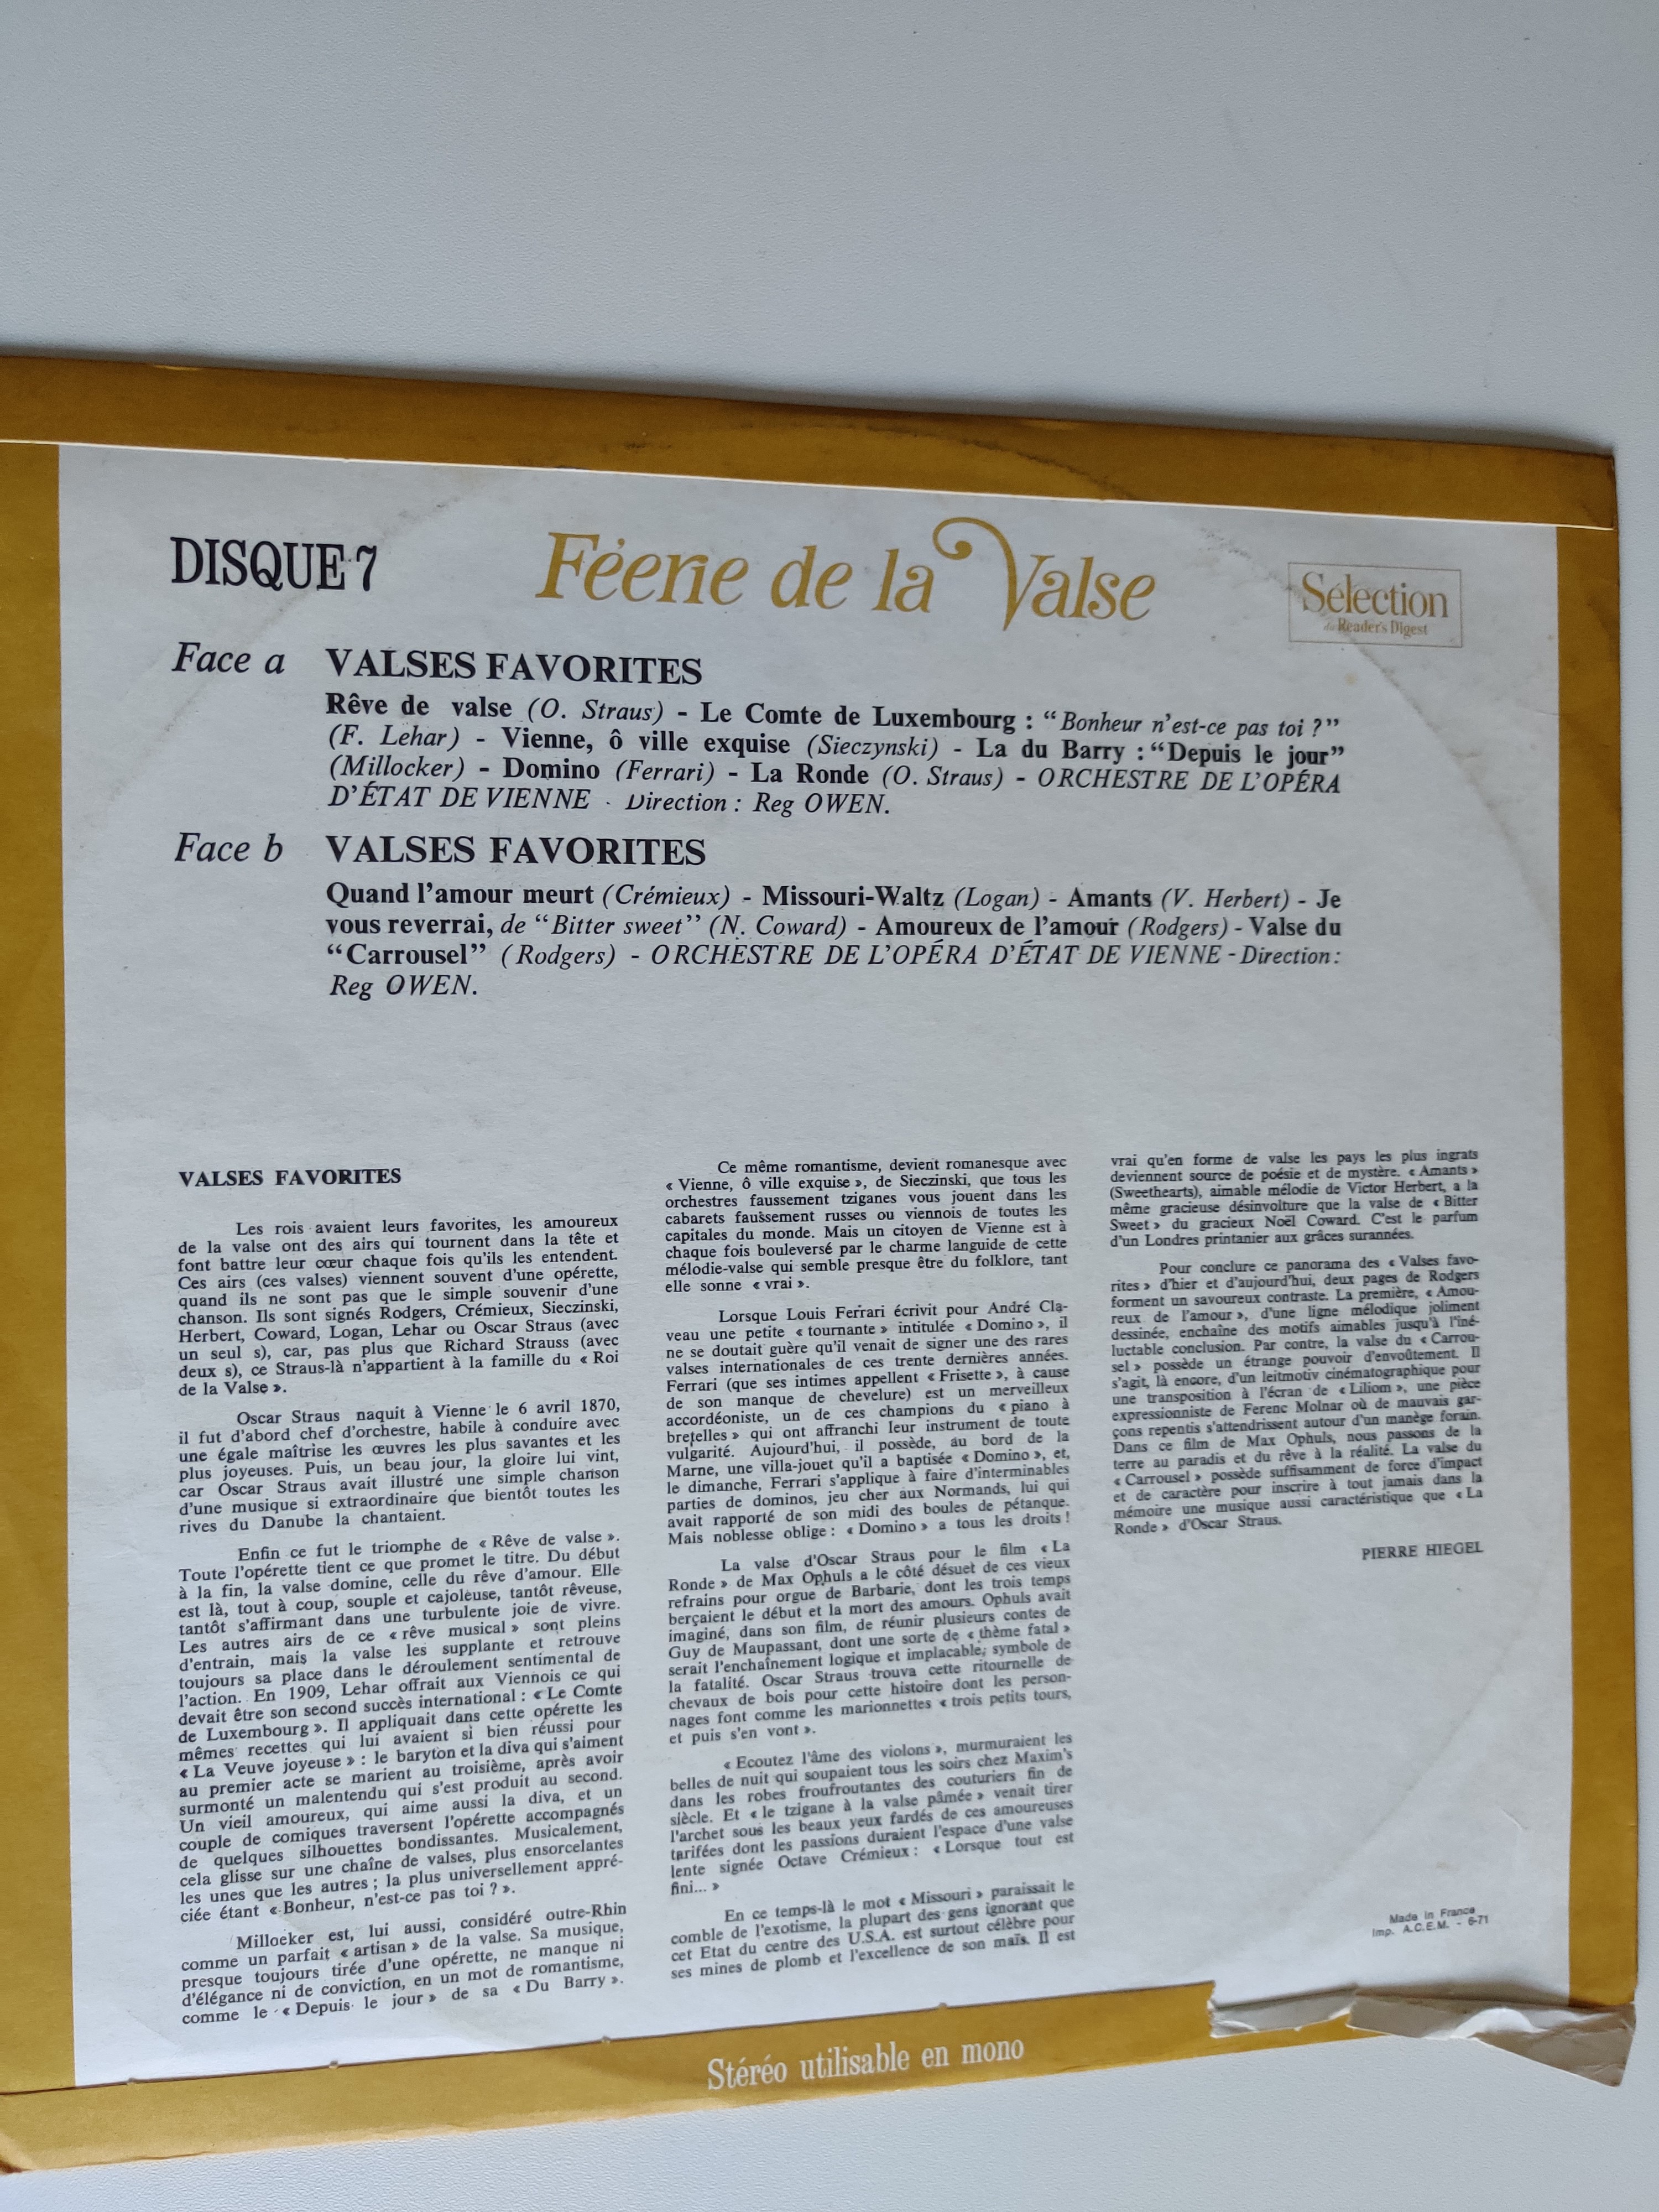 DISQUE 7
Féerie de la Valse
Sélection
du Reader's Digest
Face a VALSES FAVORITES
Rêve de valse (O. Straus) - Le Comte de Luxembourg : "Bonheur n'est-ce pas toi ?"
(F. Lehar) - Vienne, ô ville exquise (Sieczynski) - La du Barry : "Depuis le jour"
(Millocker) - Domino (Ferrari) - La Ronde (O. Straus) - ORCHESTRE DE L'OPÉRA
D'ÉTAT DE VIENNE - Direction : Reg OWEN.
Face b VALSES FAVORITES
Quand l'amour meurt (Crémieux) - Missouri-Waltz (Logan) - Amants (V. Herbert) - Je
vous reverrai, de "Bitter sweet" (N. Coward) - Amoureux de l'amour (Rodgers) - Valse du
"Carrousel" (Rodgers) - ORCHESTRE DE L'OPÉRA D'ÉTAT DE VIENNE - Direction :
Reg OWEN.
VALSES FAVORITES
Les rois avaient leurs favorites, les amoureux
de la valse ont des airs qui tournent dans la tête et
font battre leur cœur chaque fois qu'ils les entendent.
Ces airs (ces valses) viennent souvent d'une opérette,
quand ils ne sont pas que le simple souvenir d'une
chanson. Ils sont signés Rodgers, Crémieux, Sieczinski,
Herbert, Coward, Logan, Lehar ou Oscar Straus (avec
un seul s), car, pas plus que Richard Strauss (avec
deux s), ce Straus-là n'appartient à la famille du « Roi
de la Valse ».
Oscar Straus naquit à Vienne le 6 avril 1870,
il fut d'abord chef d'orchestre, habile à conduire avec
une égale maîtrise les œuvres les plus savantes et les
plus joyeuses. Puis, un beau jour, la gloire lui vint,
car Oscar Straus avait illustré une simple chanson
d'une musique si extraordinaire que bientôt toutes les
rives du Danube la chantaient.
Enfin ce fut le triomphe de « Rêve de valse ».
Toute l'opérette tient ce que promet le titre. Du début
à la fin, la valse domine, celle du rêve d'amour. Elle
est là, tout à coup, souple et cajoleuse, tantôt rêveuse,
tantôt s'affirmant dans une turbulente joie de vivre.
Les autres airs de ce « rêve musical » sont pleins
d'entrain, mais la valse les supplante et retrouve
toujours sa place dans le déroulement sentimental de
l'action. En 1909, Lehar offrait aux Viennois ce qui
devait être son second succès international : « Le Comte
de Luxembourg ». Il appliquait dans cette opérette les
mêmes recettes qui lui avaient si bien réussi pour
« La Veuve joyeuse » : le baryton et la diva qui s'aiment
au premier acte se marient au troisième, après avoir
surmonté un malentendu qui s'est produit au second.
Un vieil amoureux, qui aime aussi la diva, et un
couple de comiques traversent l'opérette accompagnés
de quelques silhouettes bondissantes. Musicalement,
cela glisse sur une chaîne de valses, plus ensorcelantes
les unes que les autres ; la plus universellement appré-
ciée étant « Bonheur, n'est-ce pas toi ? ».
Milloeker est, lui aussi, considéré outre-Rhin
comme un parfait « artisan » de la valse. Sa musique,
presque toujours tirée d'une opérette, ne manque ni
d'élégance ni de conviction, en un mot de romantisme,
comme le « Depuis le jour » de sa « Du Barry ».
Ce même romantisme, devient romanesque avec
« Vienne, ô ville exquise », de Sieczinski, que tous les
orchestres faussement tziganes vous jouent dans les
cabarets faussement russes ou viennois de toutes les
capitales du monde. Mais un citoyen de Vienne est à
chaque fois bouleversé par le charme languide de cette
mélodie-valse qui semble presque être du folklore, tant
elle sonne « vrai ».
Lorsque Louis Ferrari écrivit pour André Cla-
veau une petite « tournante » intitulée « Domino », il
ne se doutait guère qu'il venait de signer une des rares
valses internationales de ces trente dernières années.
Ferrari (que ses intimes appellent « Frisette », à cause
de son manque de chevelure) est un merveilleux
accordéoniste, un de ces champions du « piano à
bretelles » qui ont affranchi leur instrument de toute
vulgarité. Aujourd'hui, il possède, au bord de la
Marne, une villa-jouet qu'il a baptisée « Domino », et,
le dimanche, Ferrari s'applique à faire d'interminables
parties de dominos, jeu cher aux Normands, lui qui
avait rapporté de son midi des boules de pétanque.
Mais noblesse oblige : « Domino » a tous les droits !
La valse d'Oscar Straus pour le film « La
Ronde » de Max Ophuls a le côté désuet de ces vieux
refrains pour orgue de Barbarie, dont les trois temps
berçaient le début et la mort des amours. Ophuls avait
imaginé, dans son film, de réunir plusieurs contes de
Guy de Maupassant, dont une sorte de « thème fatal »
serait l'enchaînement logique et implacable, symbole de
la fatalité. Oscar Straus trouva cette ritournelle de
chevaux de bois pour cette histoire dont les person-
nages font comme les marionnettes « trois petits tours,
et puis s'en vont ».
« Ecoutez l'âme des violons », murmuraient les
belles de nuit qui soupaient tous les soirs chez Maxim's
dans les robes froufroutantes des couturiers fin de
siècle. Et « le tzigane à la valse pâmée » venait tirer
l'archet sous les beaux yeux fardés de ces amoureuses
tarifées dont les passions duraient l'espace d'une valse
lente signée Octave Crémieux : « Lorsque tout est
fini... »
En ce temps-là le mot « Missouri » paraissait le
comble de l'exotisme, la plupart des gens ignorant que
cet Etat du centre des U.S.A. est surtout célèbre pour
ses mines de plomb et l'excellence de son maïs. Il est
vrai qu'en forme de valse les pays les plus ingrats
deviennent source de poésie et de mystère. « Amants »
(Sweethearts), aimable mélodie de Victor Herbert, a la
même gracieuse désinvolture que la valse de « Bitter
Sweet » du gracieux Noël Coward. C'est le parfum
d'un Londres printanier aux grâces surannées.
Pour conclure ce panorama des « Valses favo-
rites » d'hier et d'aujourd'hui, deux pages de Rodgers
forment un savoureux contraste. La première, « Amou-
reux de l'amour », d'une ligne mélodique joliment
dessinée, enchaîne des motifs aimables jusqu'à l'iné-
luctable conclusion. Par contre, la valse du « Carrou-
sel » possède un étrange pouvoir d'envoûtement. Il
s'agit, là encore, d'un leitmotiv cinématographique pour
une transposition à l'écran de « Liliom », une pièce
expressionniste de Ferenc Molnar où de mauvais gar-
çons repentis s'attendrissent autour d'un manège forain.
Dans ce film de Max Ophuls, nous passons de la
terre au paradis et du rêve à la réalité. La valse du
« Carrousel » possède suffisamment de force d'impact
et de caractère pour inscrire à tout jamais dans la
mémoire une musique aussi caractéristique que « La
Ronde » d'Oscar Straus.
PIERRE HIEGEL
Made in France
Imp. A.C.E.M. - 6-71
Stéréo utilisable en mono